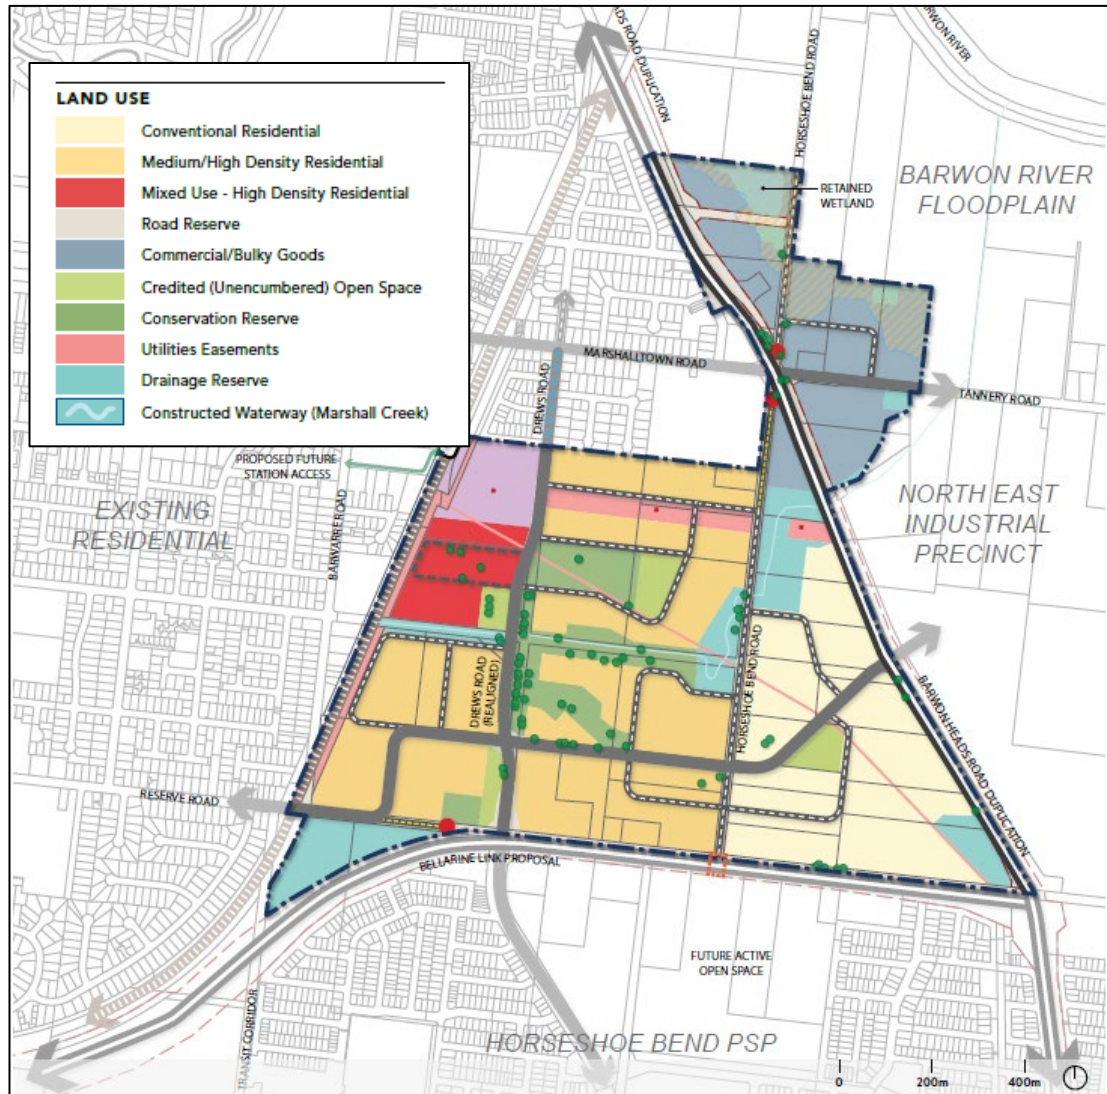 LAND USE
Conventional Residential
Medium/High Density Residential
Mixed Use - High Density Residential
Road Reserve
Commercial/Bulky Goods
Credited (Unencumbered) Open Space
Conservation Reserve
Utilities Easements
Drainage Reserve
Constructed Waterway (Marshall Creek)
ADS ROAD DUPLICATION
HORSESHOE BEND ROAD
BARWON RIVER
RETAINED
WETLAND
BARWON RIVER
FLOODPLAIN
MARSHALLTOWN ROAD
TANNERY ROAD
DREWS ROAD
PROPOSED FUTURE
STATION ACCESS
EXISTING
RESIDENTIAL
BARWARRE ROAD
NORTH EAST
INDUSTRIAL
PRECINCT
DREWS ROAD
(REALIGNED)
HORSESHOE BEND ROAD
BARWON HEADS ROAD DUPLICATION
RESERVE ROAD
BELLARINE LINK PROPOSAL
FUTURE ACTIVE
OPEN SPACE
TRANSIT CORRIDOR
HORSESHOE BEND PSP
0 200m 400m